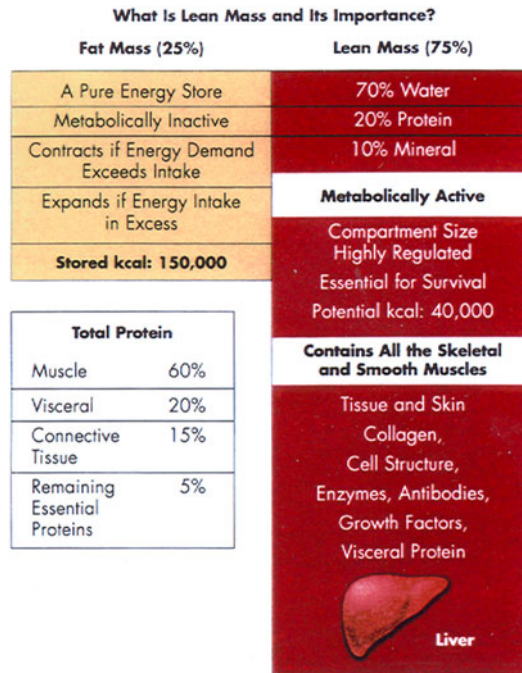 What Is Lean Mass and Its Importance?
Fat Mass (25%)
A Pure Energy Store
Metabolically Inactive
Contracts if Energy Demand
Exceeds Intake
Expands if Energy Intake
in Excess
Stored kcal: 150,000
Lean Mass (75%)
70% Water
20% Protein
10% Mineral
Metabolically Active
Compartment Size
Highly Regulated
Essential for Survival
Potential kcal: 40,000
Contains All the Skeletal
and Smooth Muscles
Tissue and Skin
Collagen,
Cell Structure,
Enzymes, Antibodies,
Growth Factors,
Visceral Protein
Liver
Total Protein
Muscle 60%
Visceral 20%
Connective 15%
Tissue
Remaining 5%
Essential
Proteins